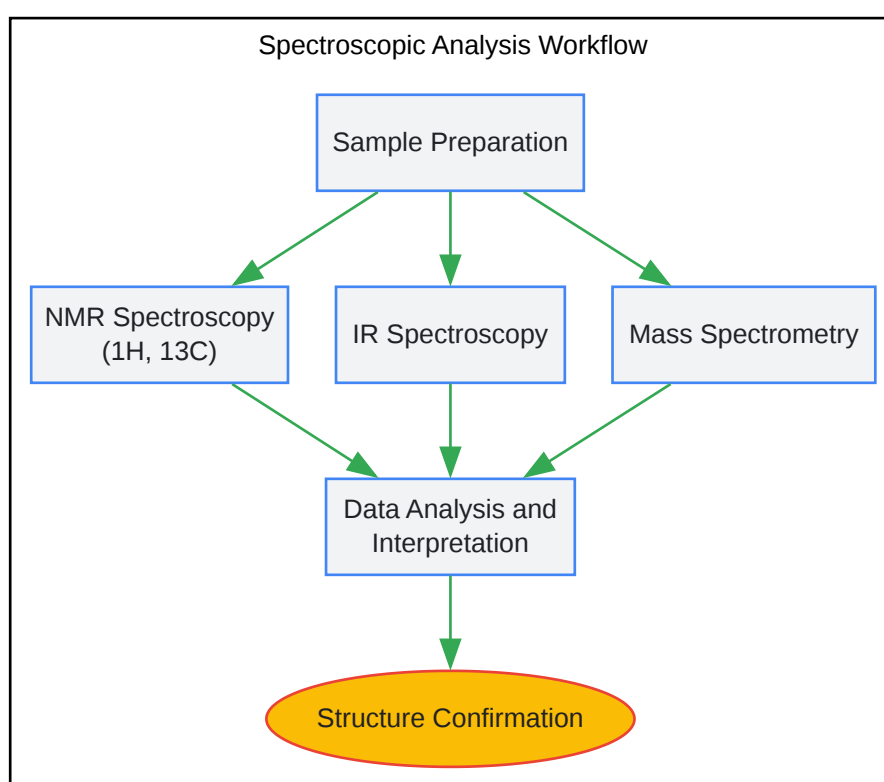 Spectroscopic Analysis Workflow
Sample Preparation
NMR Spectroscopy
(1H, 13C)
IR Spectroscopy
Mass Spectrometry
Data Analysis and
Interpretation
Structure Confirmation